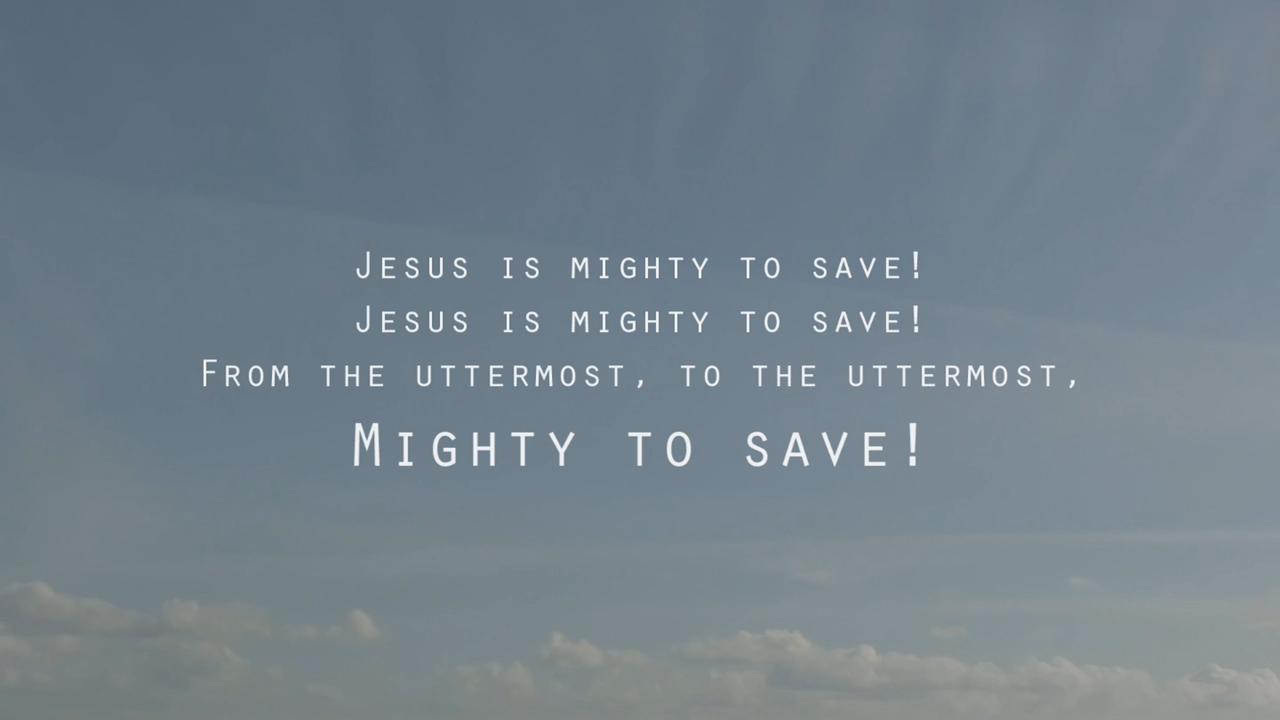 Jesus is mighty to save!
Jesus is mighty to save!
From the uttermost, to the uttermost,
Mighty to save!